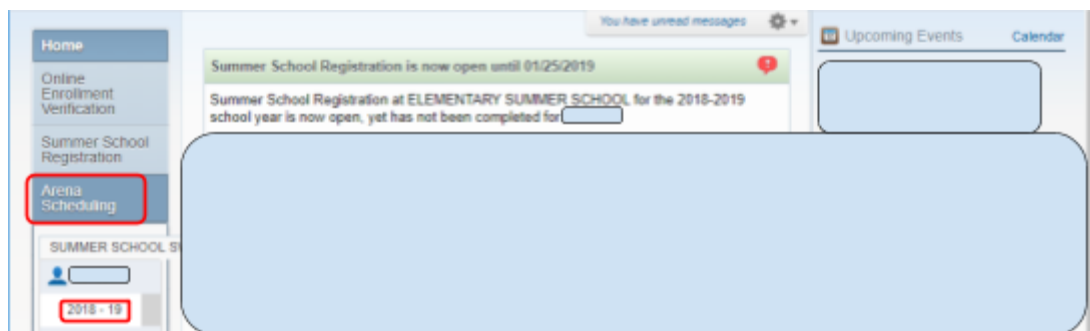 You have unread messages
Home
Online
Enrollment
Verification
Summer School
Registration
Arena
Scheduling
SUMMER SCHOOL
2018 - 19
Summer School Registration is now open until 01/25/2019
Summer School Registration at ELEMENTARY SUMMER SCHOOL for the 2018-2019
school year is now open, yet has not been completed for
Upcoming Events
Calendar